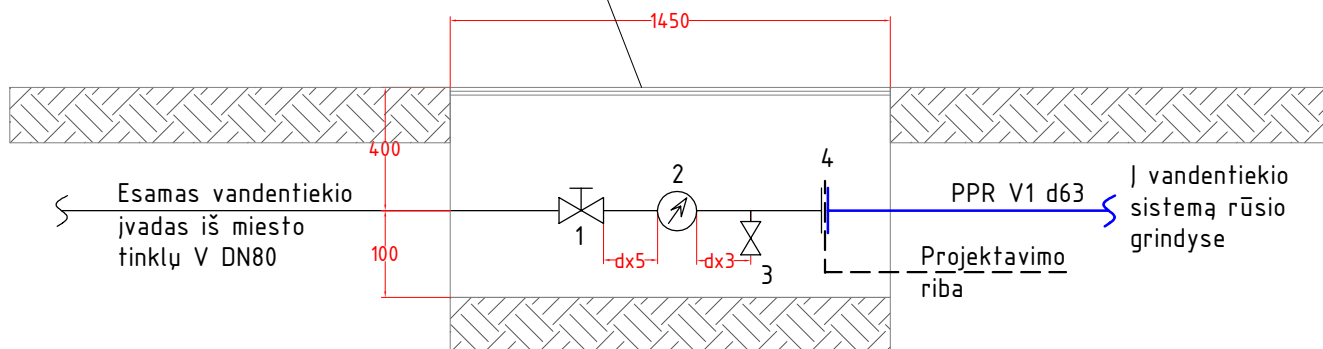 1450
400
Esamas vandentiekio
įvadas iš miesto
tinklų V DN80
100
1
dx5
2
dx3
3
4
PPR V1 d63
Projektavimo
riba
Į vandentiekio
sistemą rūsio
grindyse